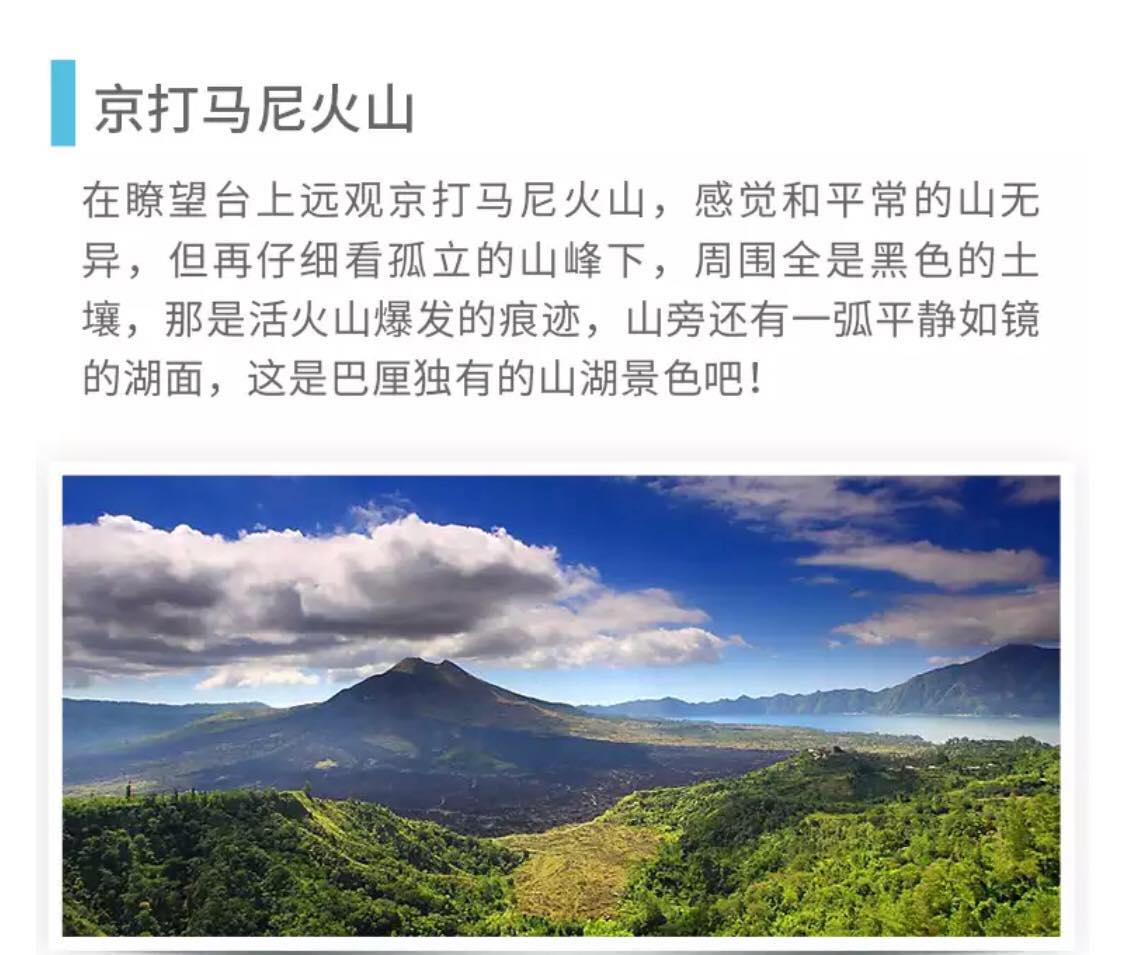 京打马尼火山
在瞭望台上远观京打马尼火山，感觉和平常的山无
异，但再仔细看孤立的山峰下，周围全是黑色的土
壤，那是活火山爆发的痕迹，山旁还有一弧平静如镜
的湖面，这是巴厘独有的山湖景色吧！